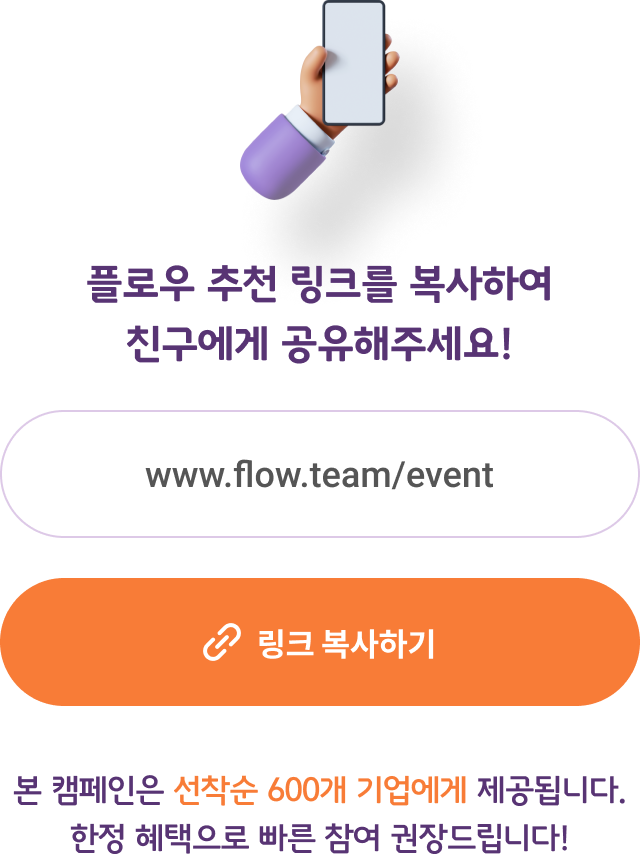 플로우 추천 링크를 복사하여
친구에게 공유해주세요!
www.flow.team/event
링크 복사하기
본 캠페인은 선착순 600개 기업에게 제공됩니다.
한정 혜택으로 빠른 참여 권장드립니다!